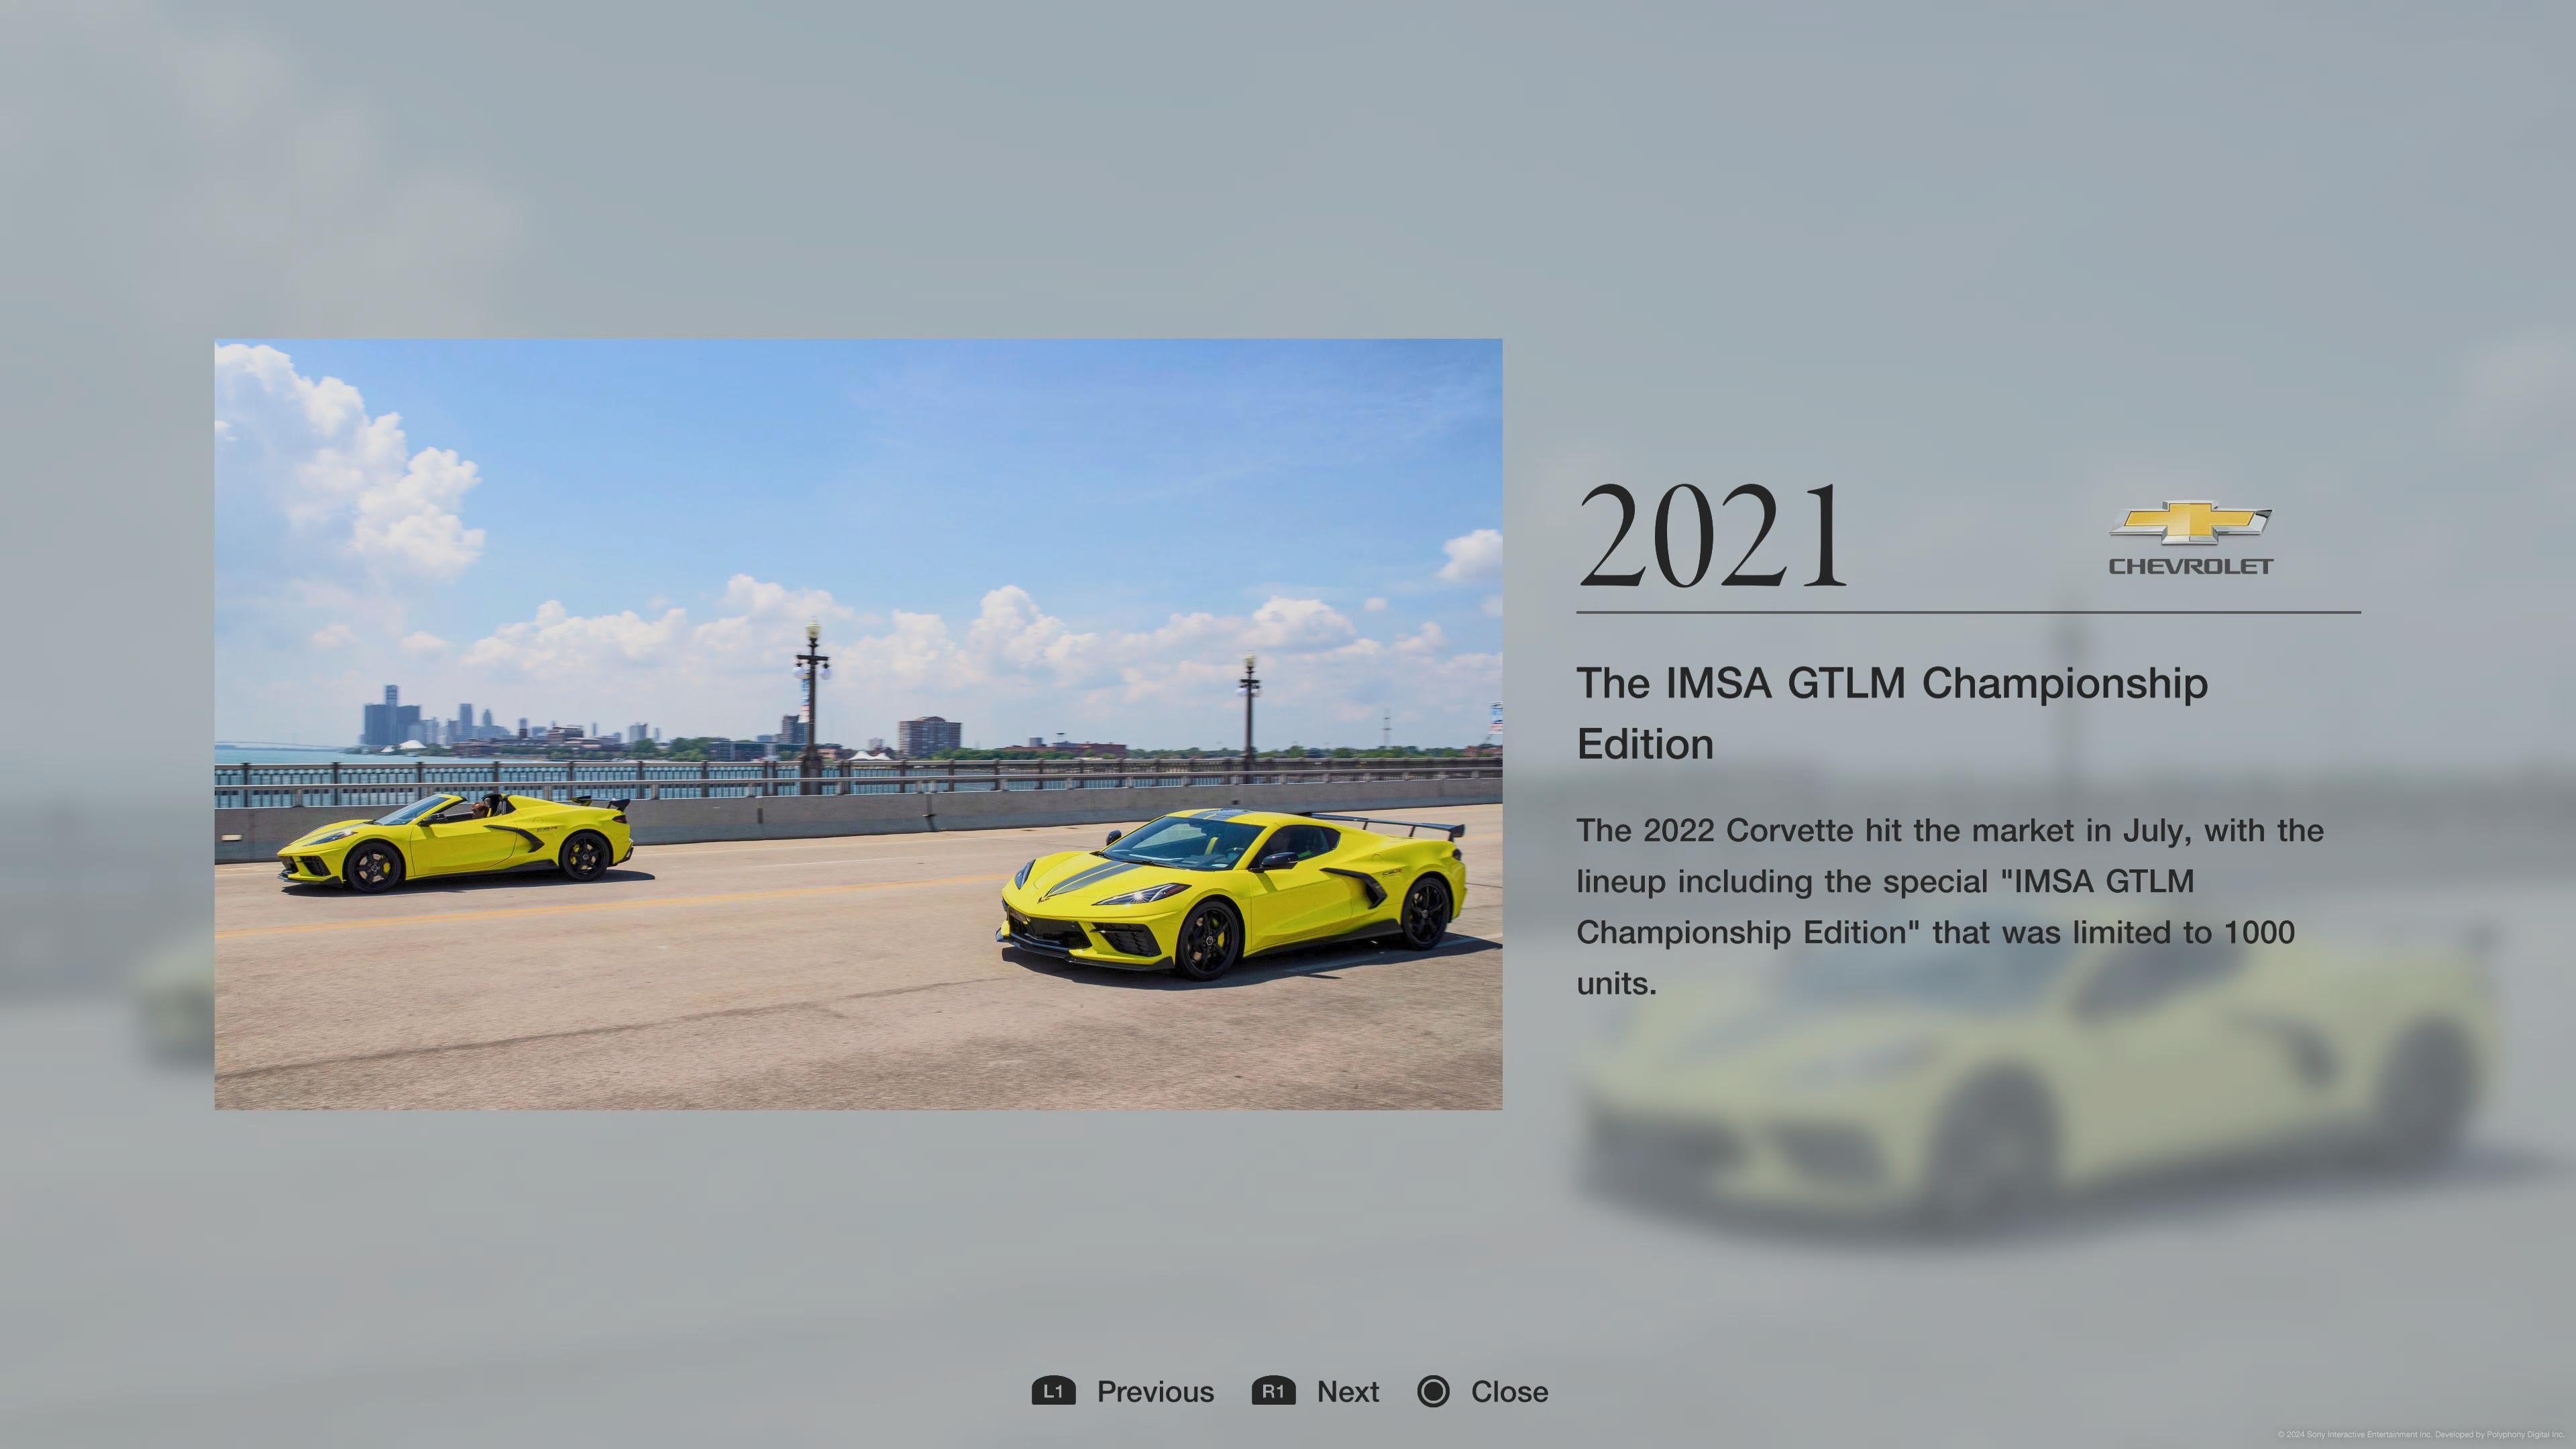 2021
CHEVROLET
The IMSA GTLM Championship
Edition
The 2022 Corvette hit the market in July, with the
lineup including the special "IMSA GTLM
Championship Edition" that was limited to 1000
units.
L1 Previous R1 Next Close
© 2024 Sony Interactive Entertainment Inc. Developed by Polyphony Digital Inc.